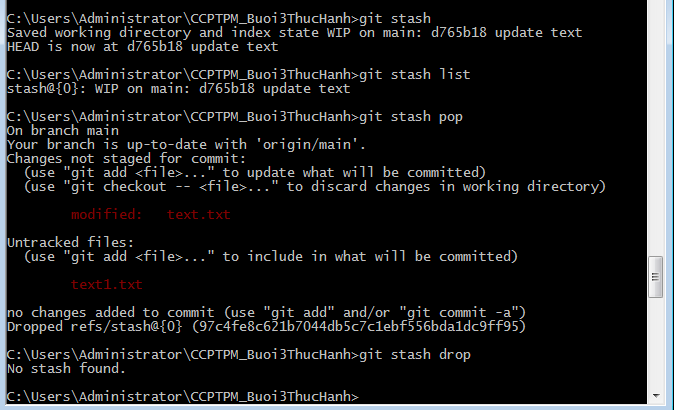 C:\Users\Administrator\CCPTPM_Buoi3ThucHanh>git stash
Saved working directory and index state WIP on main: d765b18 update text
HEAD is now at d765b18 update text
C:\Users\Administrator\CCPTPM_Buoi3ThucHanh>git stash list
stash@{0}: WIP on main: d765b18 update text
C:\Users\Administrator\CCPTPM_Buoi3ThucHanh>git stash pop
On branch main
Your branch is up-to-date with 'origin/main'.
Changes not staged for commit:
  (use "git add <file>..." to update what will be committed)
  (use "git checkout -- <file>..." to discard changes in working directory)
        modified:   text.txt
Untracked files:
  (use "git add <file>..." to include in what will be committed)
        text1.txt
no changes added to commit (use "git add" and/or "git commit -a")
Dropped refs/stash@{0} (97c4fe8c621b7044db5c7c1ebf556bda1dc9ff95)
C:\Users\Administrator\CCPTPM_Buoi3ThucHanh>git stash drop
No stash found.
C:\Users\Administrator\CCPTPM_Buoi3ThucHanh>